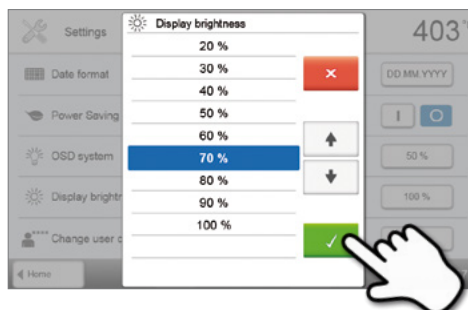 Settings
Display brightness
403°
20 %
30 %
40 %
50 %
60 %
70 %
80 %
90 %
100 %
Date format
DD.MM.YYYY
Power Saving
I O
OSD system
50 %
Display brightn
100 %
Change user c
Home